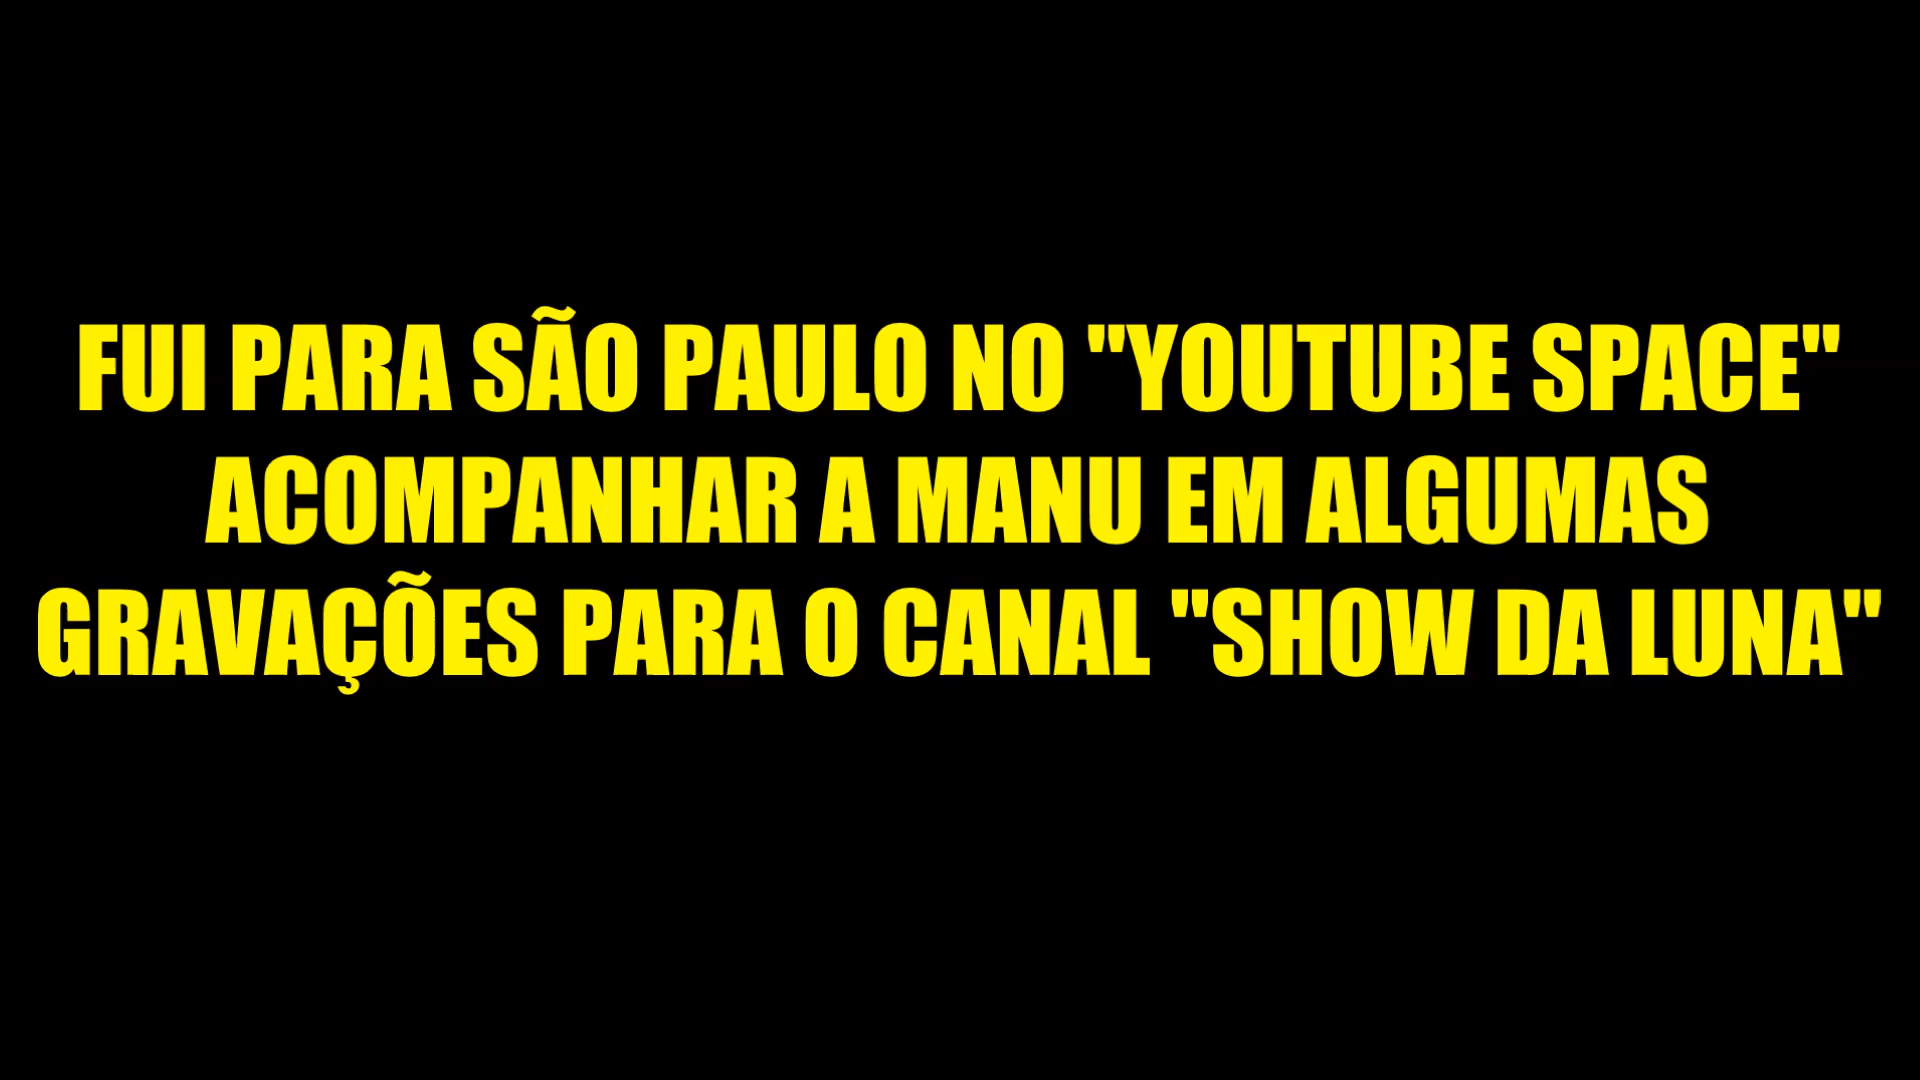 FUI PARA SÃO PAULO NO "YOUTUBE SPACE"
ACOMPANHAR A MANU EM ALGUMAS
GRAVAÇÕES PARA O CANAL "SHOW DA LUNA"